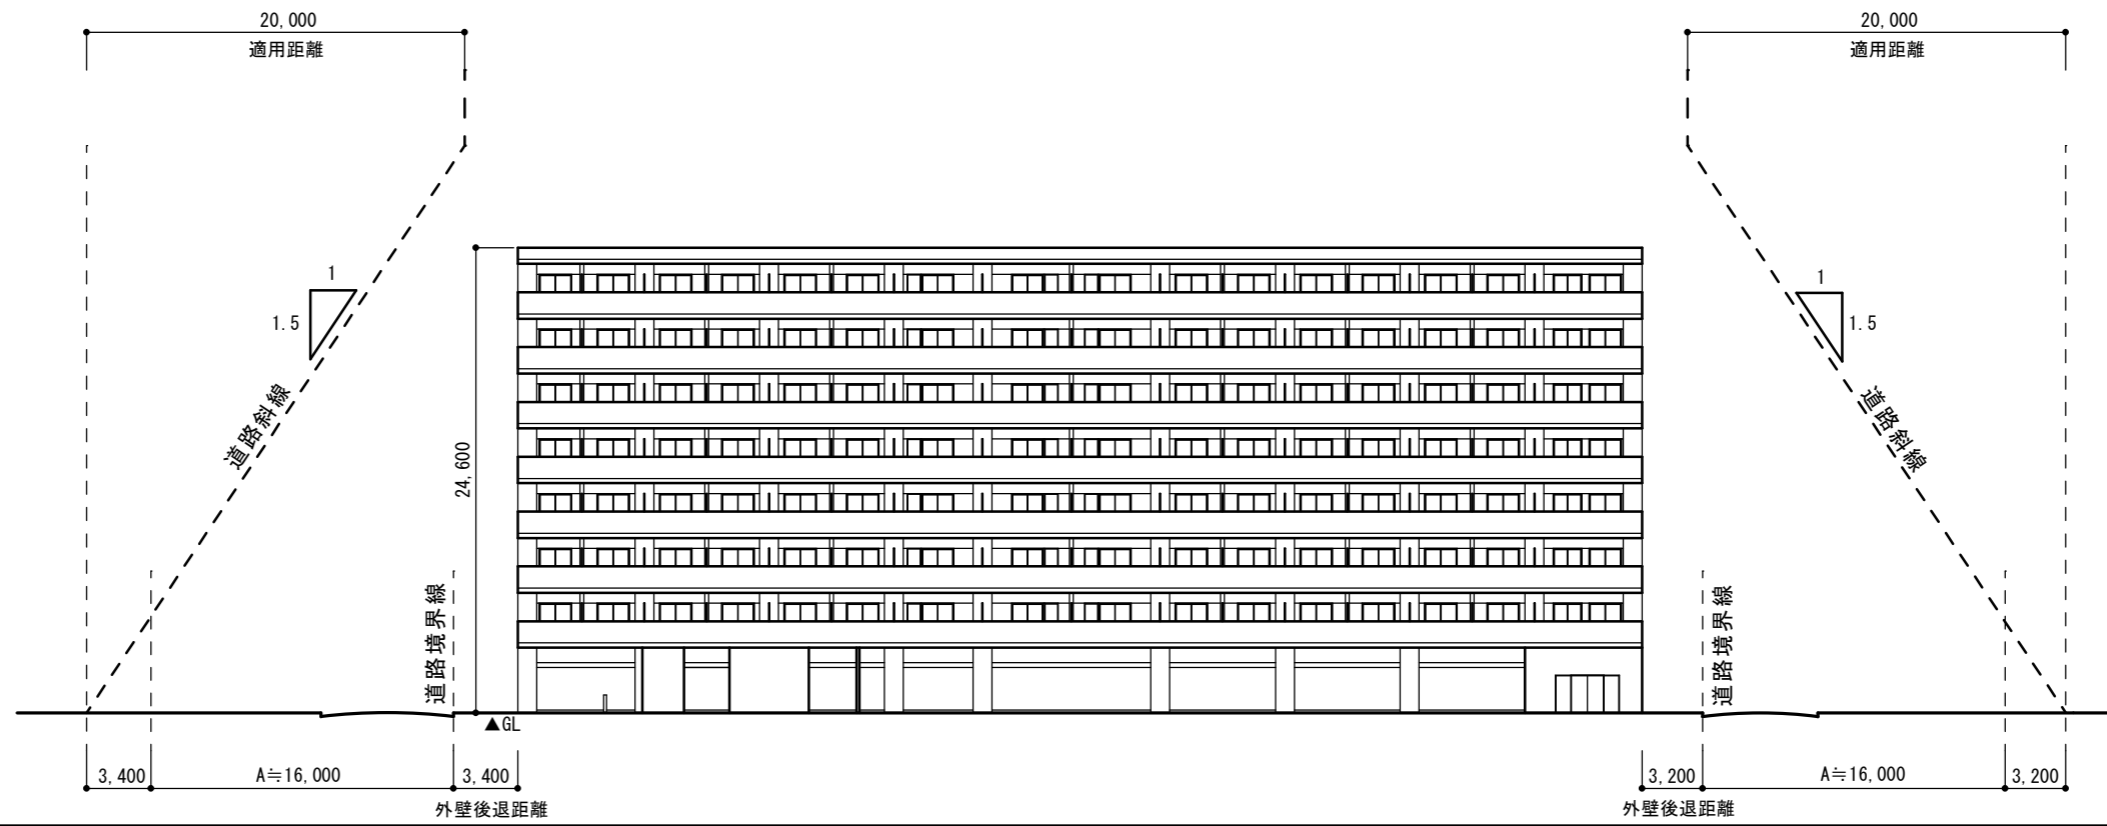 20,000
適用距離
20,000
適用距離
1
1.5
1
1.5
道路斜線
道路斜線
24,600
道路境界線
道路境界線
▲GL
3,400
A≒16,000
3,400
3,200
A≒16,000
3,200
外壁後退距離
外壁後退距離